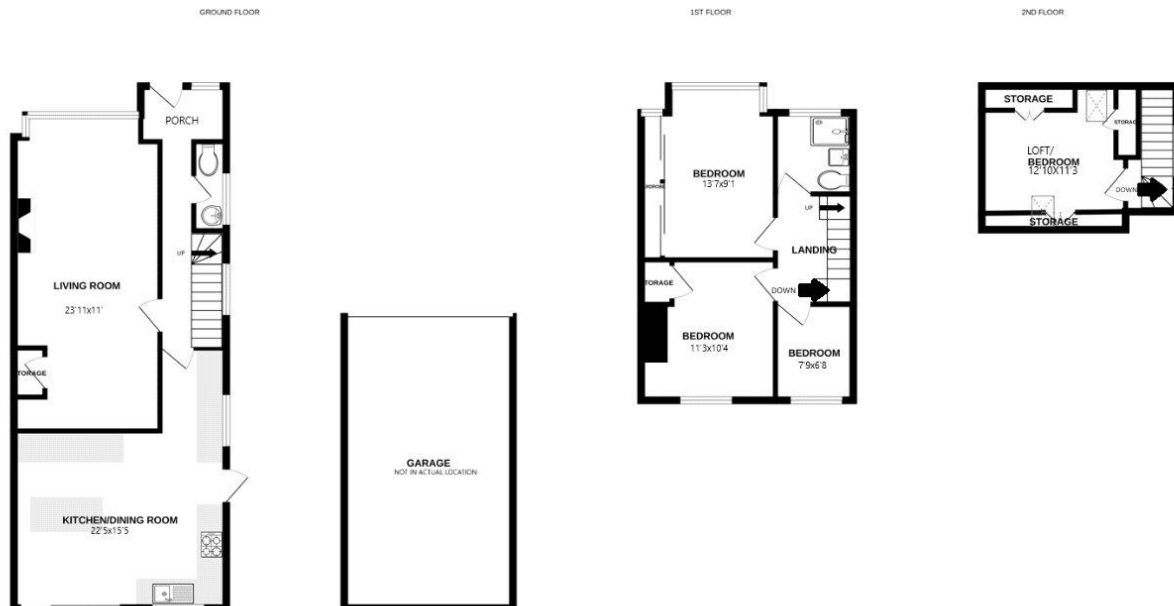 GROUND FLOOR
PORCH
UP
LIVING ROOM
23'11x11'
TORAGE
KITCHEN/DINING ROOM
22'5x15'5
GARAGE
NOT IN ACTUAL LOCATION
1ST FLOOR
BEDROOM
13'7x9'1
UP
LANDING
TORAGE
DOWN
BEDROOM
11'3x10'4
BEDROOM
7'9x6'8
2ND FLOOR
STORAGE
STORAG
LOFT/
BEDROOM
12'10X11'3
DOWN
STORAGE